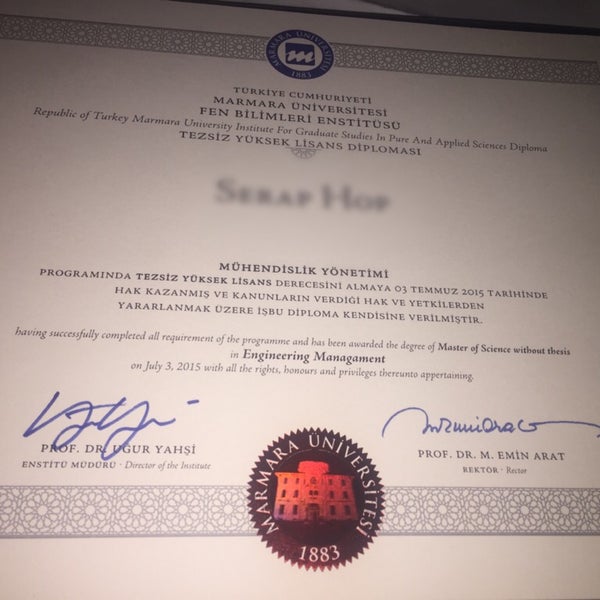 MARMARA ÜNİVERSİTESİ
m
1883
TÜRKİYE CUMHURİYETİ
MARMARA ÜNİVERSİTESİ
FEN BİLİMLERİ ENSTİTÜSÜ
Republic of Turkey Marmara University Institute For Graduate Studies In Pure And Applied Sciences Diploma
TEZSİZ YÜKSEK LİSANS DİPLOMASI
MÜHENDİSLİK YÖNETİMİ
PROGRAMINDA TEZSİZ YÜKSEK LİSANS DERECESİNİ ALMAYA 03 TEMMUZ 2015 TARİHİNDE
HAK KAZANMIŞ VE KANUNLARIN VERDİĞİ HAK VE YETKİLERDEN
YARARLANMAK ÜZERE İŞBU DİPLOMA KENDİSİNE VERİLMİŞTİR.
having successfully completed all requirement of the programme and has been awarded the degree of Master of Science without thesis
in Engineering Managament
on July 3, 2015 with all the rights, honours and privileges thereunto appertaining.
PROF. DR. UĞUR YAHŞİ
ENSTİTÜ MÜDÜRÜ · Director of the Institute
PROF. DR. M. EMİN ARAT
REKTÖR · Rector
MARMARA ÜNİVERSİTESİ
1883